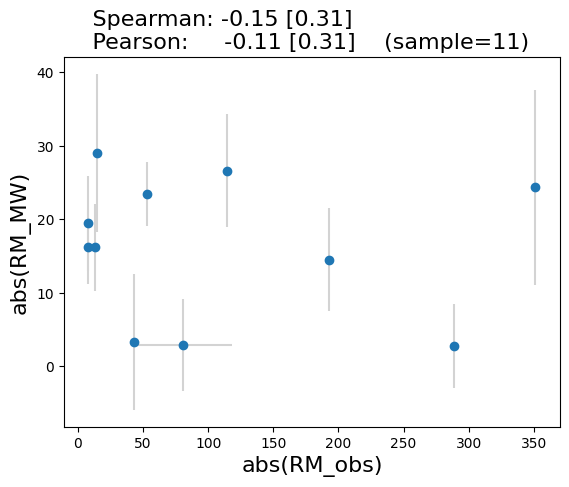 Spearman: -0.15 [0.31]
Pearson: -0.11 [0.31] (sample=11)
40
30
20
10
0
abs(RM_MW)
0 50 100 150 200 250 300 350
abs(RM_obs)